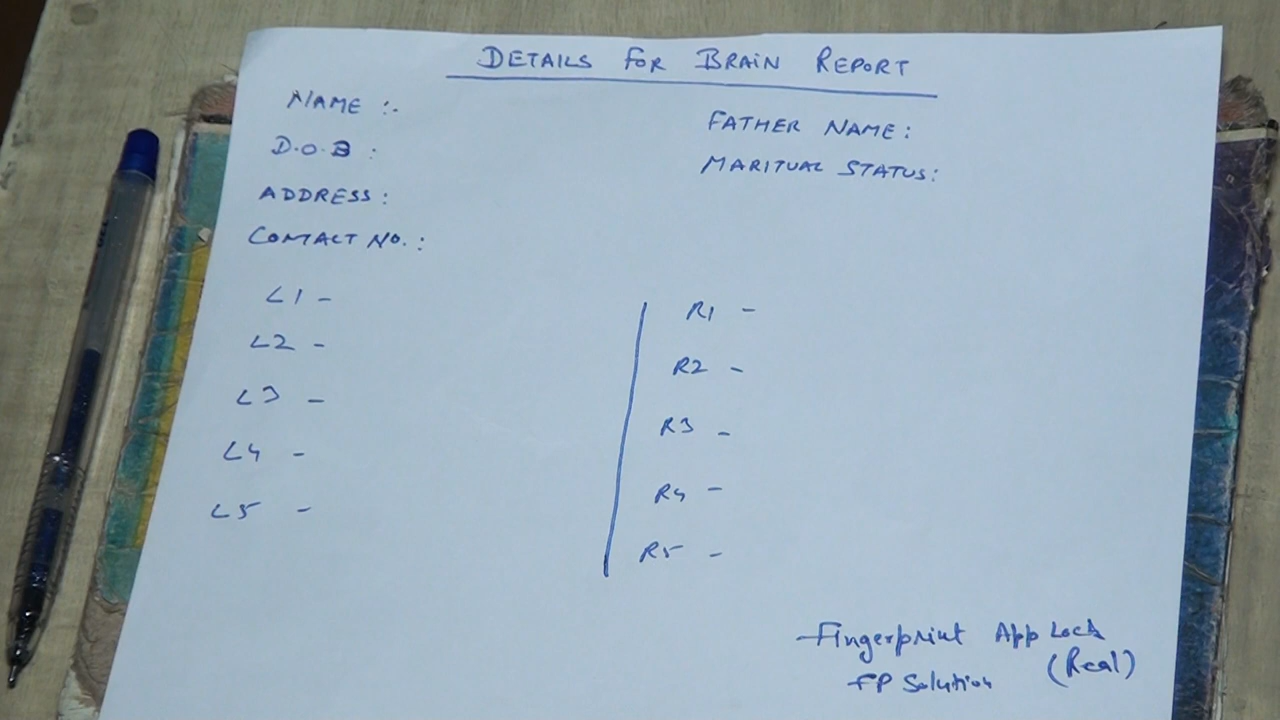 DETAILS FOR BRAIN REPORT
NAME :-
FATHER NAME :
D.O.B :
MARITUAL STATUS:
ADDRESS :
CONTACT NO. :
L1 -
L2 -
L3 -
L4 -
L5 -
R1 -
R2 -
R3 -
R4 -
R5 -
Fingerprint App Lock
(Real)
FP Solution